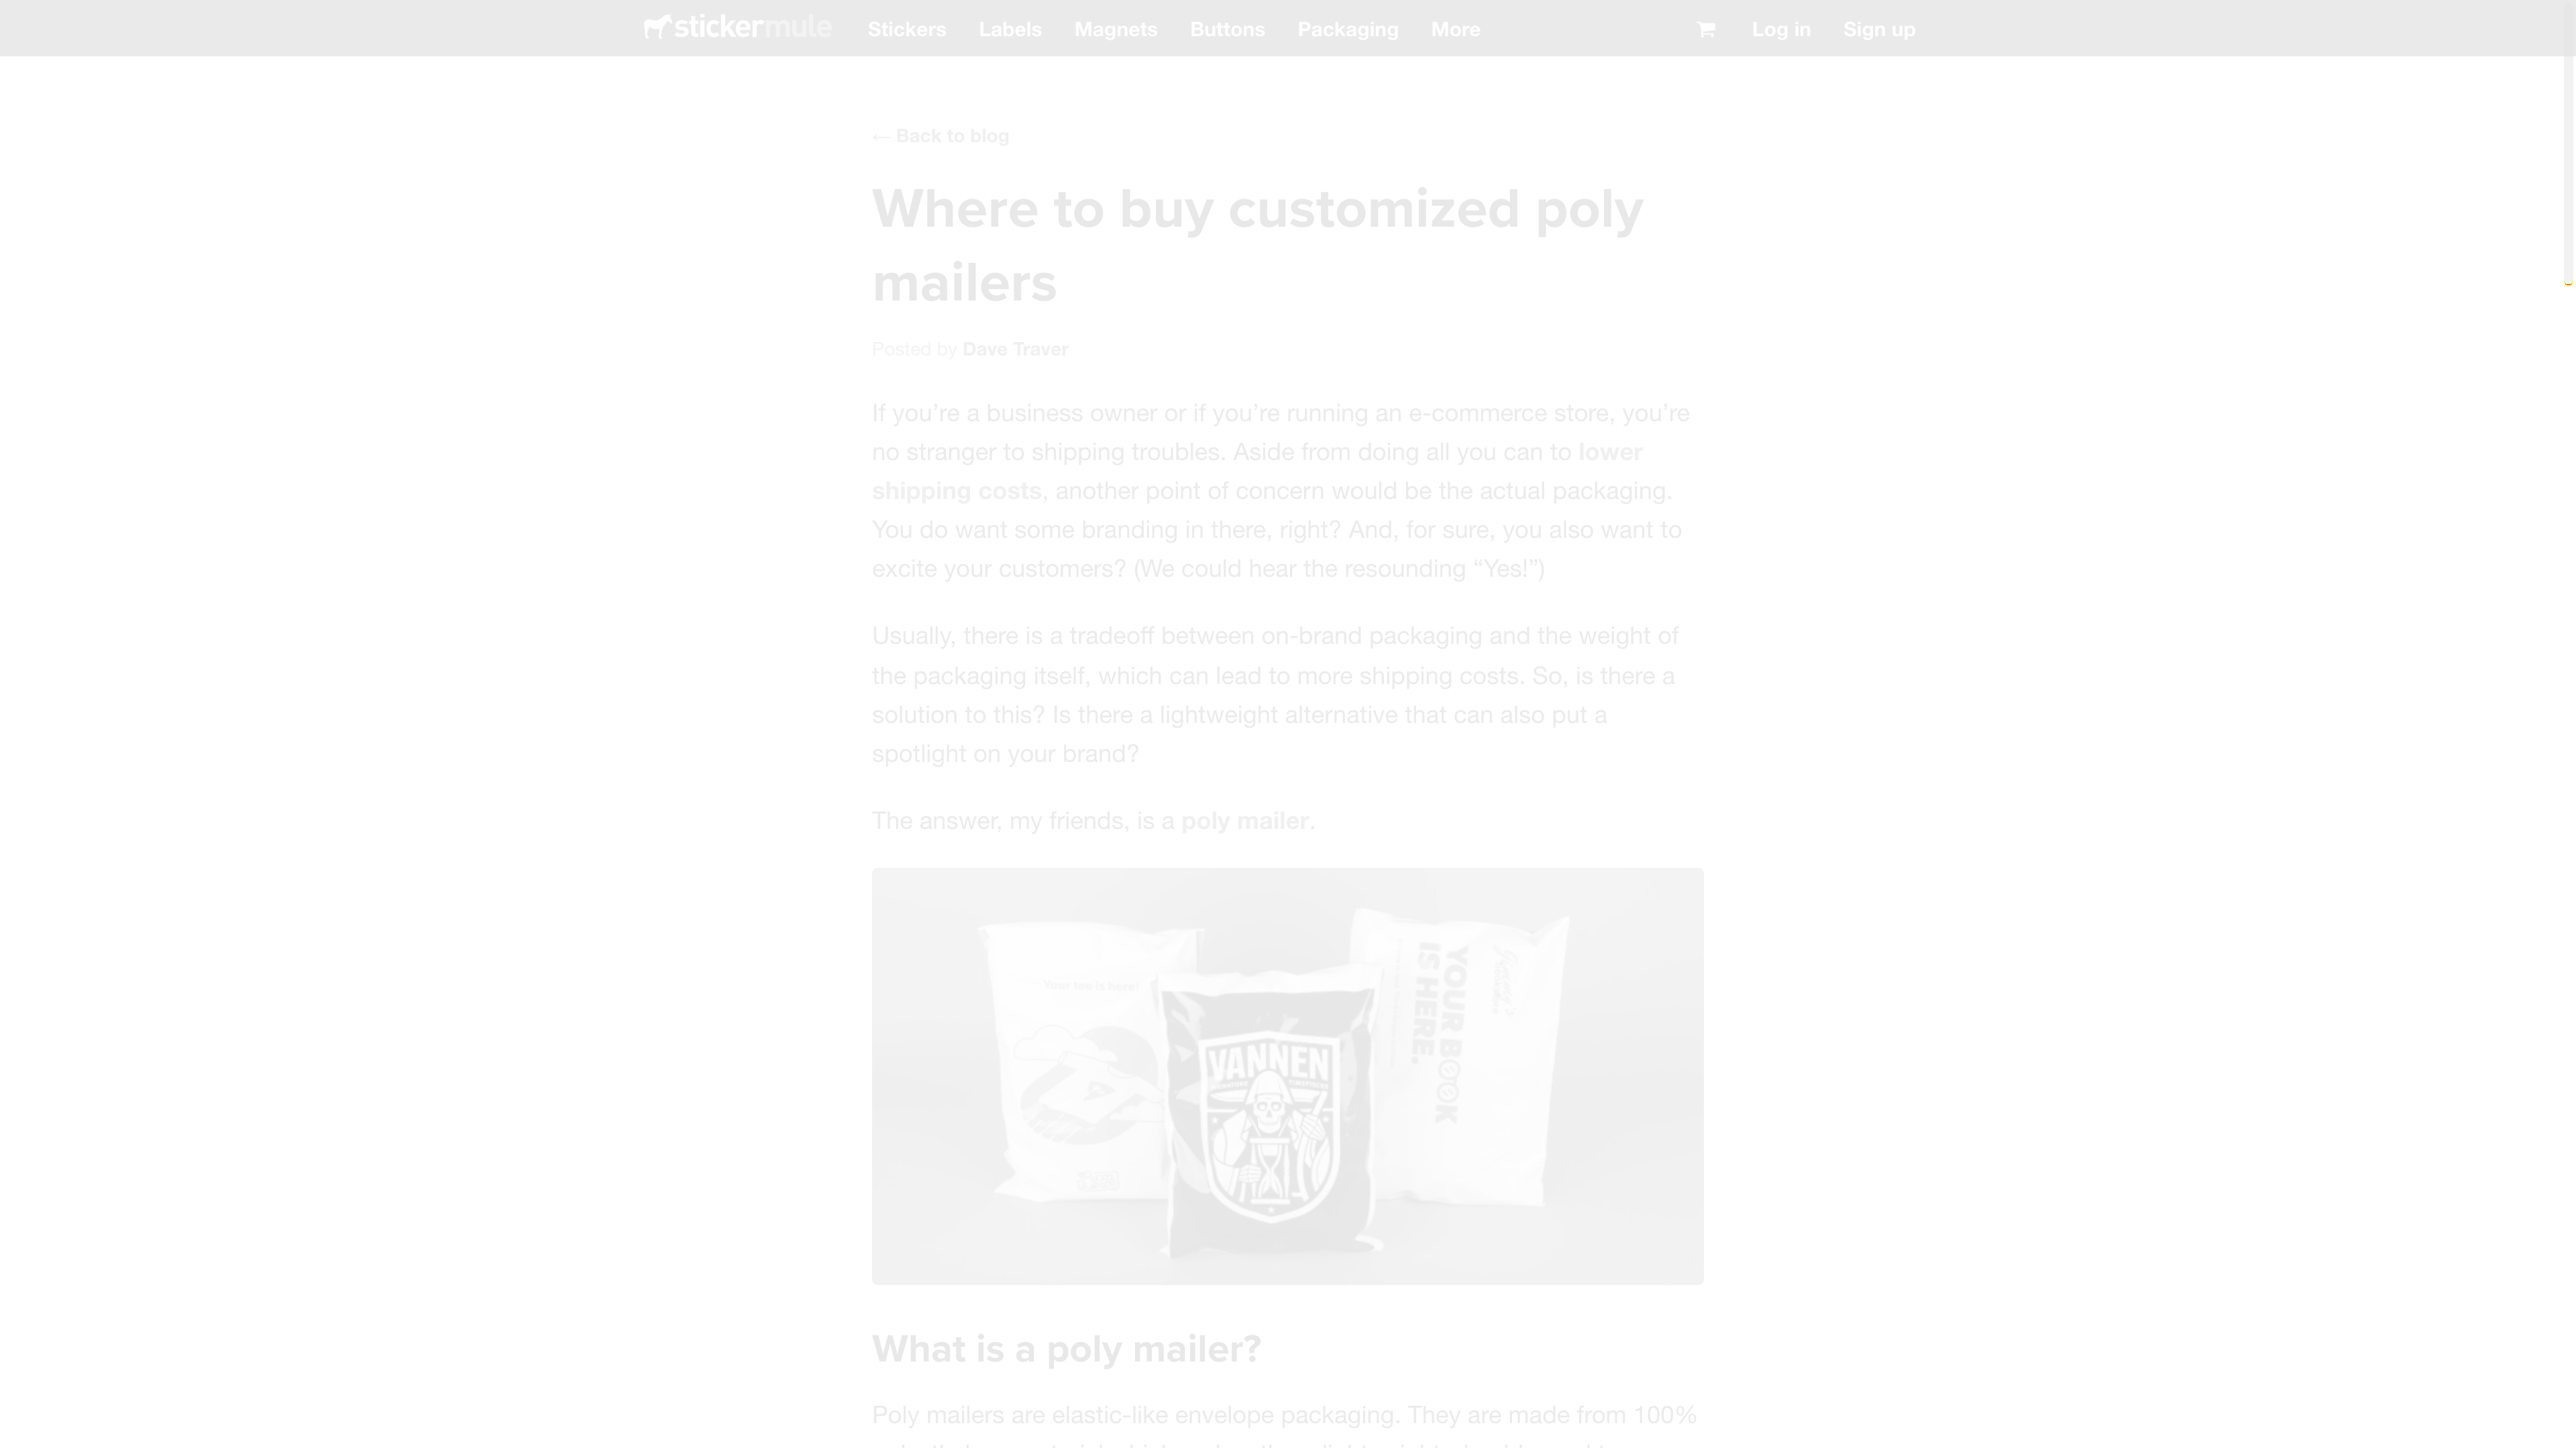 stickermule
Stickers Labels Magnets Buttons Packaging More Log in Sign up
← Back to blog
Where to buy customized poly
mailers
Posted by Dave Traver
If you’re a business owner or if you’re running an e-commerce store, you’re
no stranger to shipping troubles. Aside from doing all you can to lower
shipping costs, another point of concern would be the actual packaging.
You do want some branding in there, right? And, for sure, you also want to
excite your customers? (We could hear the resounding “Yes!”)
Usually, there is a tradeoff between on-brand packaging and the weight of
the packaging itself, which can lead to more shipping costs. So, is there a
solution to this? Is there a lightweight alternative that can also put a
spotlight on your brand?
The answer, my friends, is a poly mailer.
Your tea is here!
VANNEN
YOUR BOOK
IS HERE.
What is a poly mailer?
Poly mailers are elastic-like envelope packaging. They are made from 100%